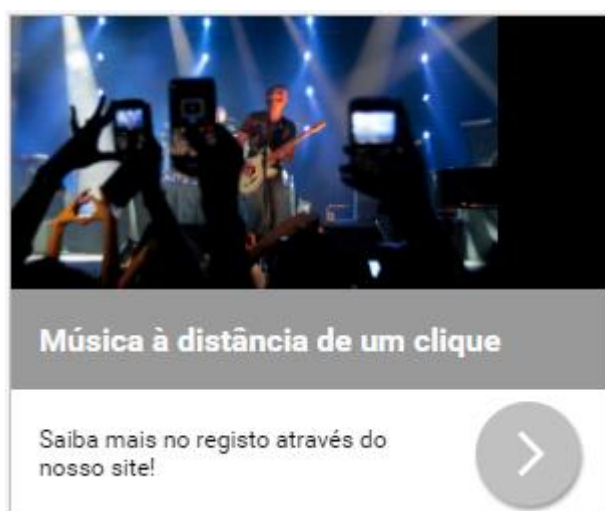 Música à distância de um clique
Saiba mais no registo através do
nosso site!